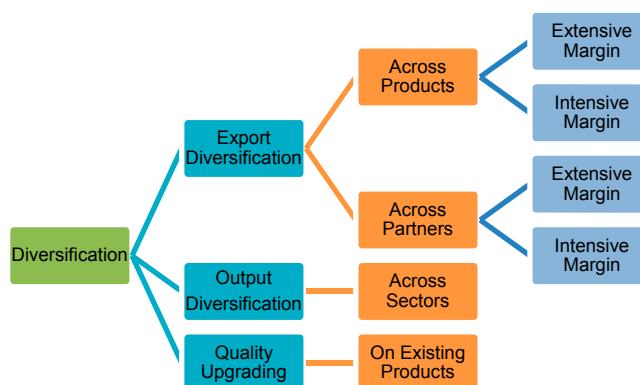 Diversification
Export
Diversification
Across
Products
Extensive
Margin
Intensive
Margin
Across
Partners
Extensive
Margin
Intensive
Margin
Output
Diversification
Across
Sectors
Quality
Upgrading
On Existing
Products